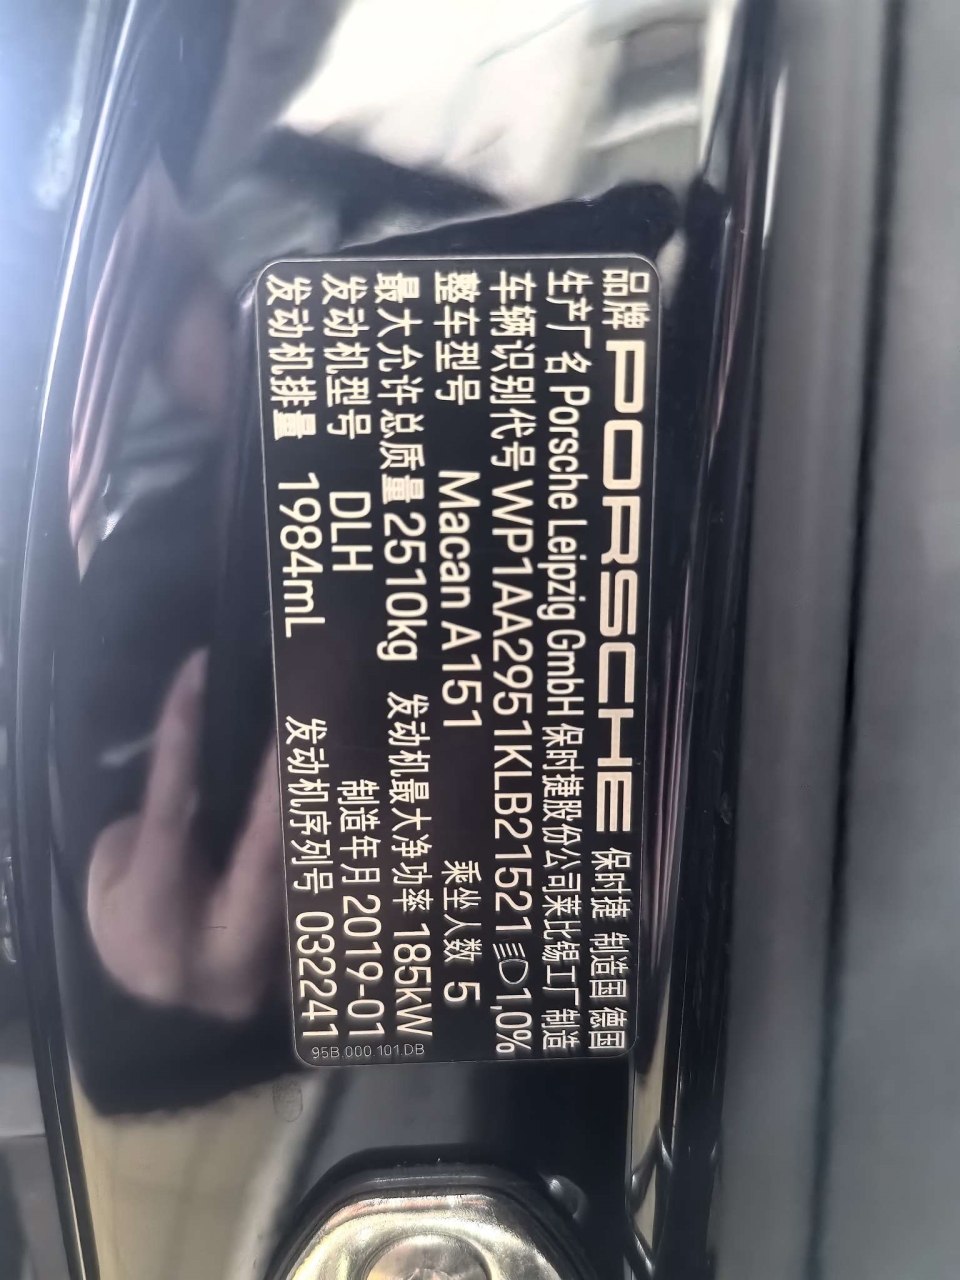 品牌 PORSCHE 保时捷 制造国 德国
生产厂名 Porsche Leipzig GmbH 保时捷股份公司莱比锡工厂制造
车辆识别代号 WP1AA2951KLB21521 1,0%
整车型号 Macan A151 乘坐人数 5
最大允许总质量 2510kg 发动机最大净功率 185kW
发动机型号 DLH 制造年月 2019-01
发动机排量 1984mL 发动机序列号 032241
95B.000.101.DB